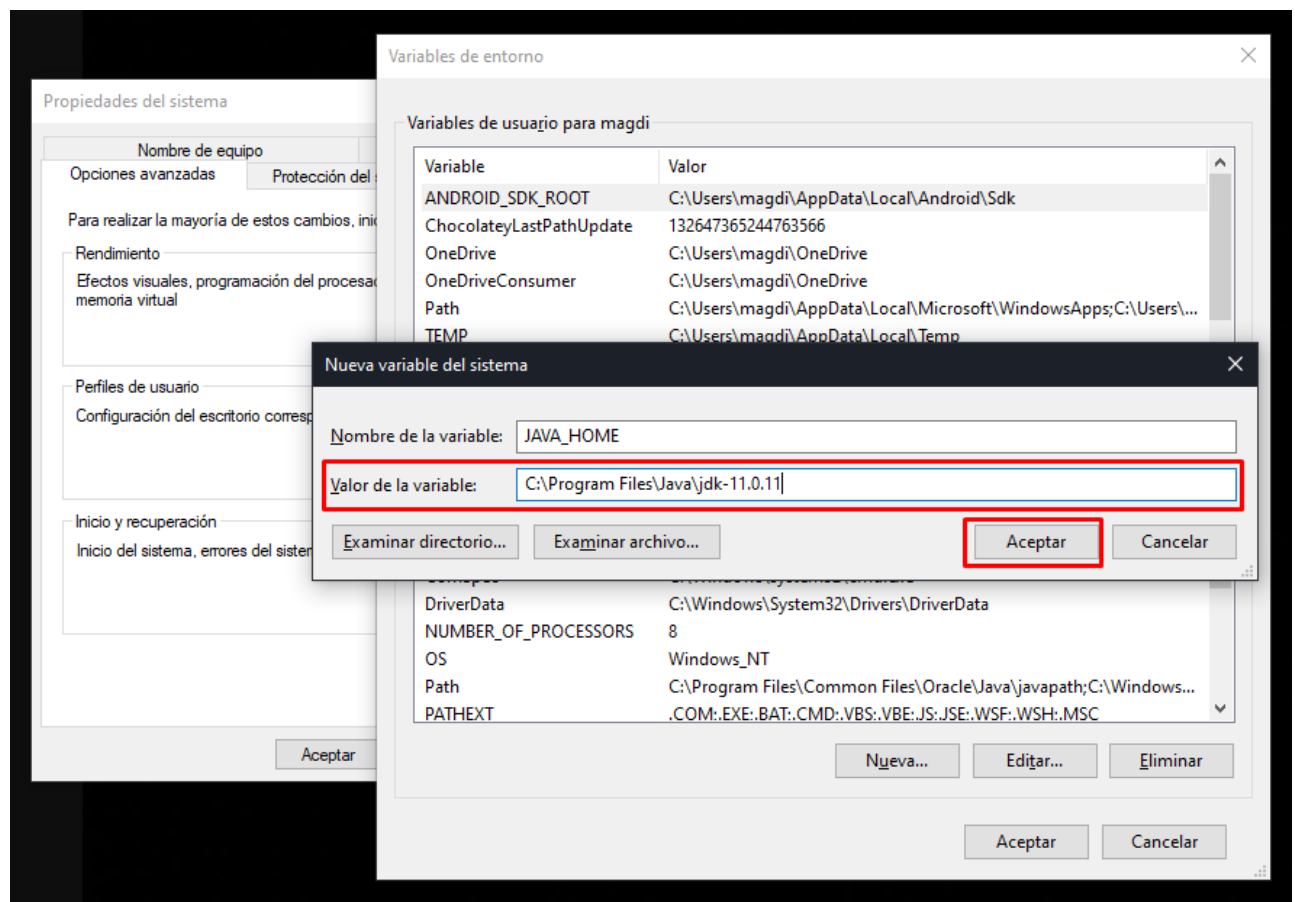 Variables de entorno
Propiedades del sistema
Nombre de equipo
Opciones avanzadas
Protección del
Para realizar la mayoría de estos cambios,
Rendimiento
Efectos visuales, programación del
memoria virtual
Perfiles de usuario
Configuración del escritorio
Inicio y recuperación
Inicio del sistema, errores del
Aceptar
Variables de usuario para magdi
Variable Valor
ANDROID_SDK_ROOT C:\Users\magdi\AppData\Local\Android\Sdk
ChocolateyLastPathUpdate 132647365244763566
OneDrive C:\Users\magdi\OneDrive
OneDriveConsumer C:\Users\magdi\OneDrive
Path C:\Users\magdi\AppData\Local\Microsoft\WindowsApps;C:\Users\...
TEMP C:\Users\magdi\AppData\Local\Temp
Nueva variable del sistema
Nombre de la variable: JAVA_HOME
Valor de la variable: C:\Program Files\Java\jdk-11.0.11
Examinar directorio... Examinar archivo... Aceptar Cancelar
DriverData C:\Windows\System32\Drivers\DriverData
NUMBER_OF_PROCESSORS 8
OS Windows_NT
Path C:\Program Files\Common Files\Oracle\Java\javapath;C:\Windows...
PATHEXT .COM;.EXE;.BAT;.CMD;.VBS;.VBE;.JS;.JSE;.WSF;.WSH;.MSC
Nueva... Editar... Eliminar
Aceptar Cancelar